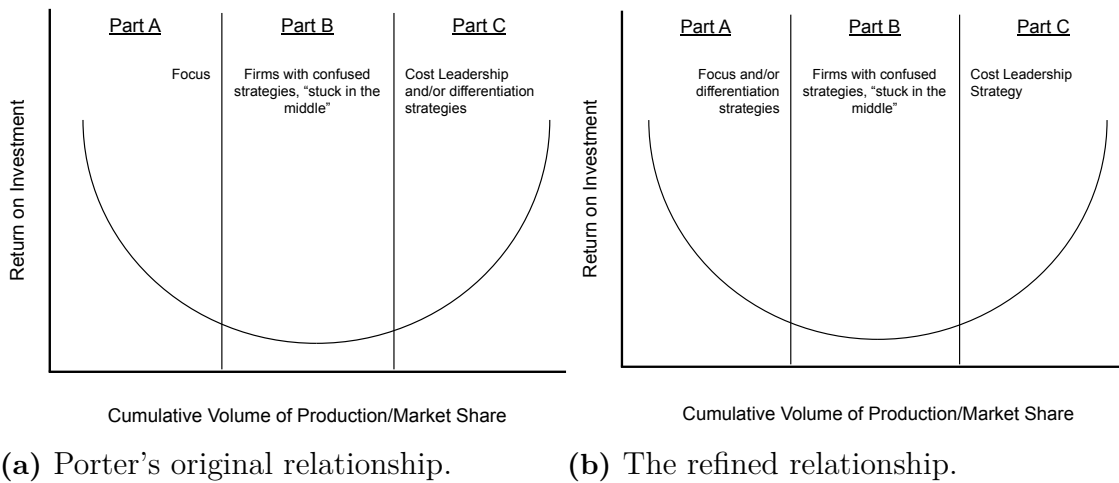 Part A
Part B
Part C
Focus
Firms with confused
strategies, “stuck in the
middle”
Cost Leadership
and/or differentiation
strategies
Return on Investment
Cumulative Volume of Production/Market Share
(a) Porter’s original relationship.
Part A
Part B
Part C
Focus and/or
differentiation
strategies
Firms with confused
strategies, “stuck in the
middle”
Cost Leadership
Strategy
Return on Investment
Cumulative Volume of Production/Market Share
(b) The refined relationship.